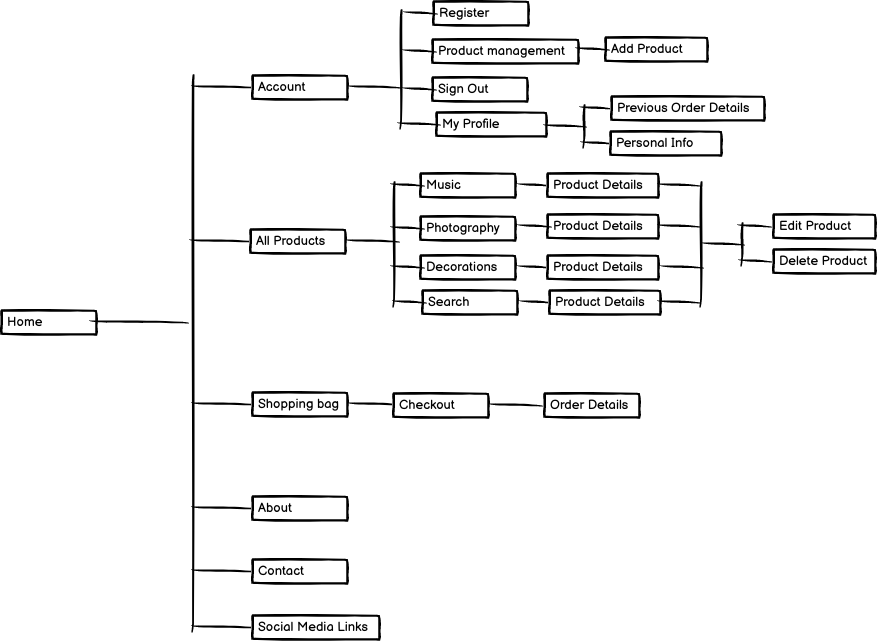 Register
Product management
Add Product
Account
Sign Out
My Profile
Previous Order Details
Personal Info
Music
Product Details
Photography
Product Details
Edit Product
All Products
Decorations
Product Details
Delete Product
Search
Product Details
Home
Shopping bag
Checkout
Order Details
About
Contact
Social Media Links